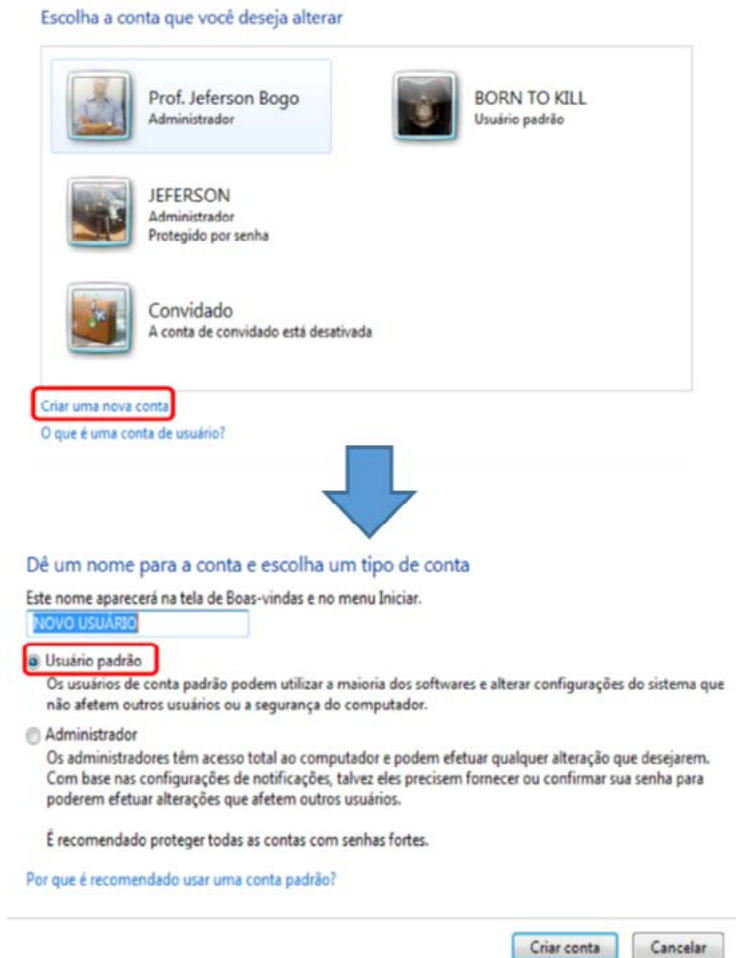 Escolha a conta que você deseja alterar
Prof. Jeferson Bogo
Administrador
BORN TO KILL
Usuário padrão
JEFERSON
Administrador
Protegido por senha
Convidado
A conta de convidado está desativada
Criar uma nova conta
O que é uma conta de usuário?
Dê um nome para a conta e escolha um tipo de conta
Este nome aparecerá na tela de Boas-vindas e no menu Iniciar.
NOVO USUÁRIO
Usuário padrão
Os usuários de conta padrão podem utilizar a maioria dos softwares e alterar configurações do sistema que
não afetem outros usuários ou a segurança do computador.
Administrador
Os administradores têm acesso total ao computador e podem efetuar qualquer alteração que desejarem.
Com base nas configurações de notificações, talvez eles precisem fornecer ou confirmar sua senha para
poderem efetuar alterações que afetem outros usuários.
É recomendado proteger todas as contas com senhas fortes.
Por que é recomendado usar uma conta padrão?
Criar conta
Cancelar